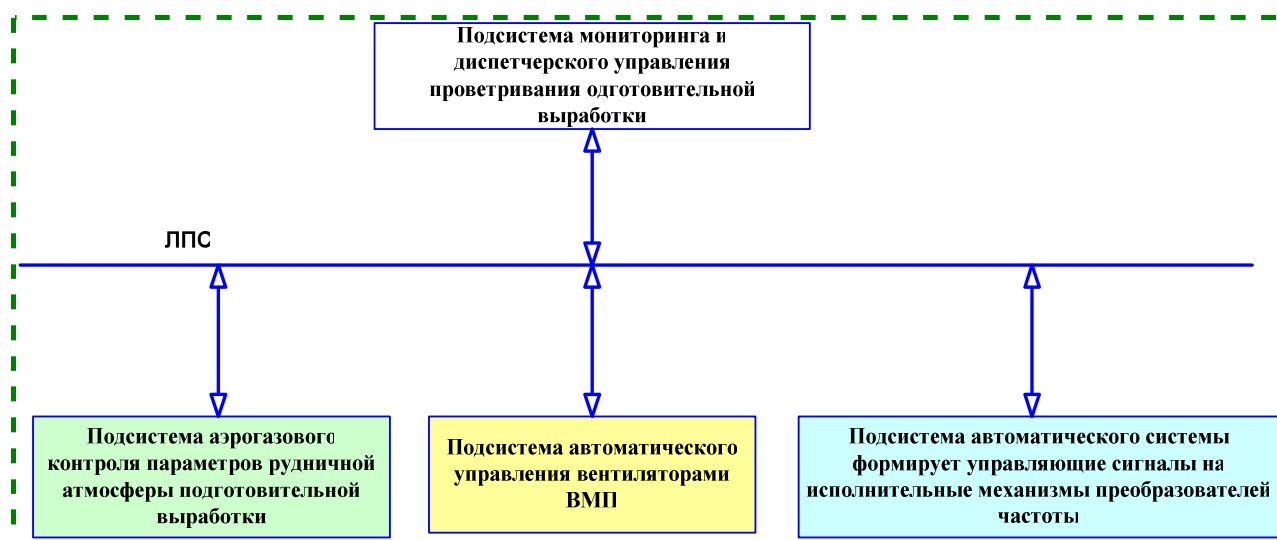 Подсистема мониторинга и
диспетчерского управления
проветривания одготовительной
выработки
ЛПС
Подсистема аэрогазового
контроля параметров рудничной
атмосферы подготовительной
выработки
Подсистема автоматического
управления вентиляторами
ВМП
Подсистема автоматического системы
формирует управляющие сигналы на
исполнительные механизмы преобразователей
частоты